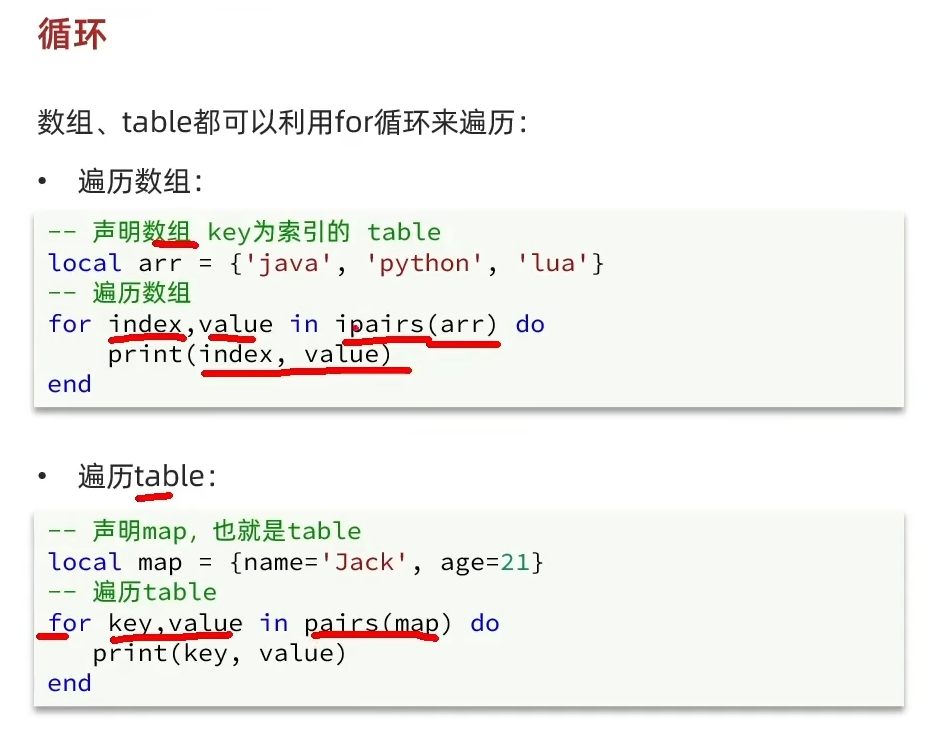 循环
数组、table都可以利用for循环来遍历：
• 遍历数组：
-- 声明数组 key为索引的 table
local arr = {'java', 'python', 'lua'}
-- 遍历数组
for index,value in ipairs(arr) do
    print(index, value)
end
• 遍历table：
-- 声明map，也就是table
local map = {name='Jack', age=21}
-- 遍历table
for key,value in pairs(map) do
   print(key, value)
end